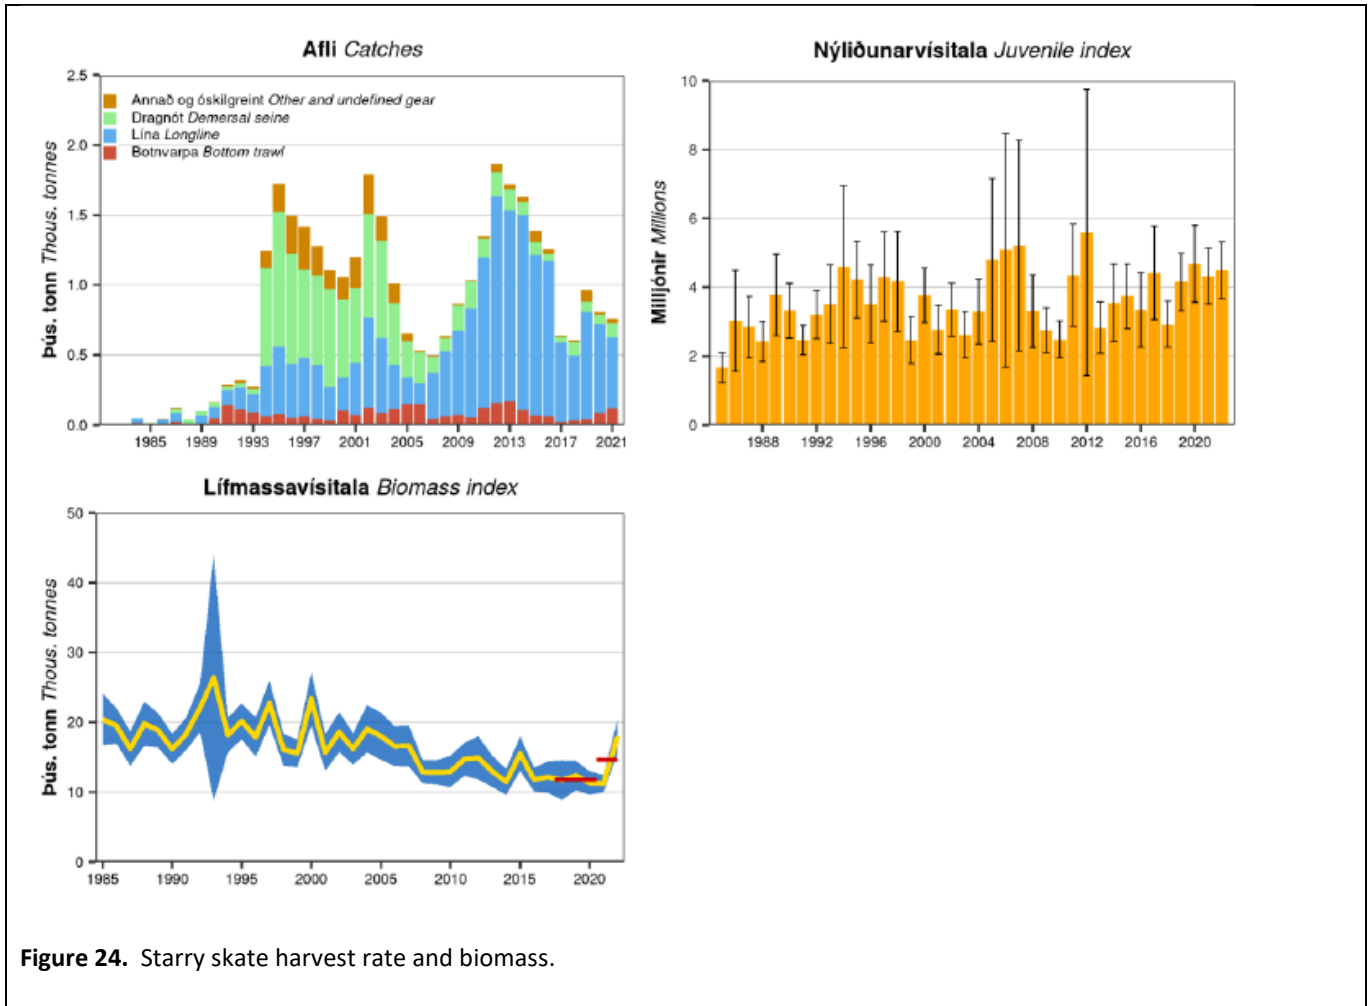 Afli Catches
Þús. tonn Thous. tonnes
2.5
2.0
1.5
1.0
0.5
0.0
Annað og óskilgreint Other and undefined gear
Dragnót Demersal seine
Lína Longline
Botnvarpa Bottom trawl
1985 1989 1993 1997 2001 2005 2009 2013 2017 2021
Nýliðunarvísitala Juvenile index
Milljónir Millions
10
8
6
4
2
0
1988 1992 1996 2000 2004 2008 2012 2016 2020
Lífmassavísitala Biomass index
Þús. tonn Thous. tonnes
50
40
30
20
10
0
1985 1990 1995 2000 2005 2010 2015 2020
Figure 24. Starry skate harvest rate and biomass.